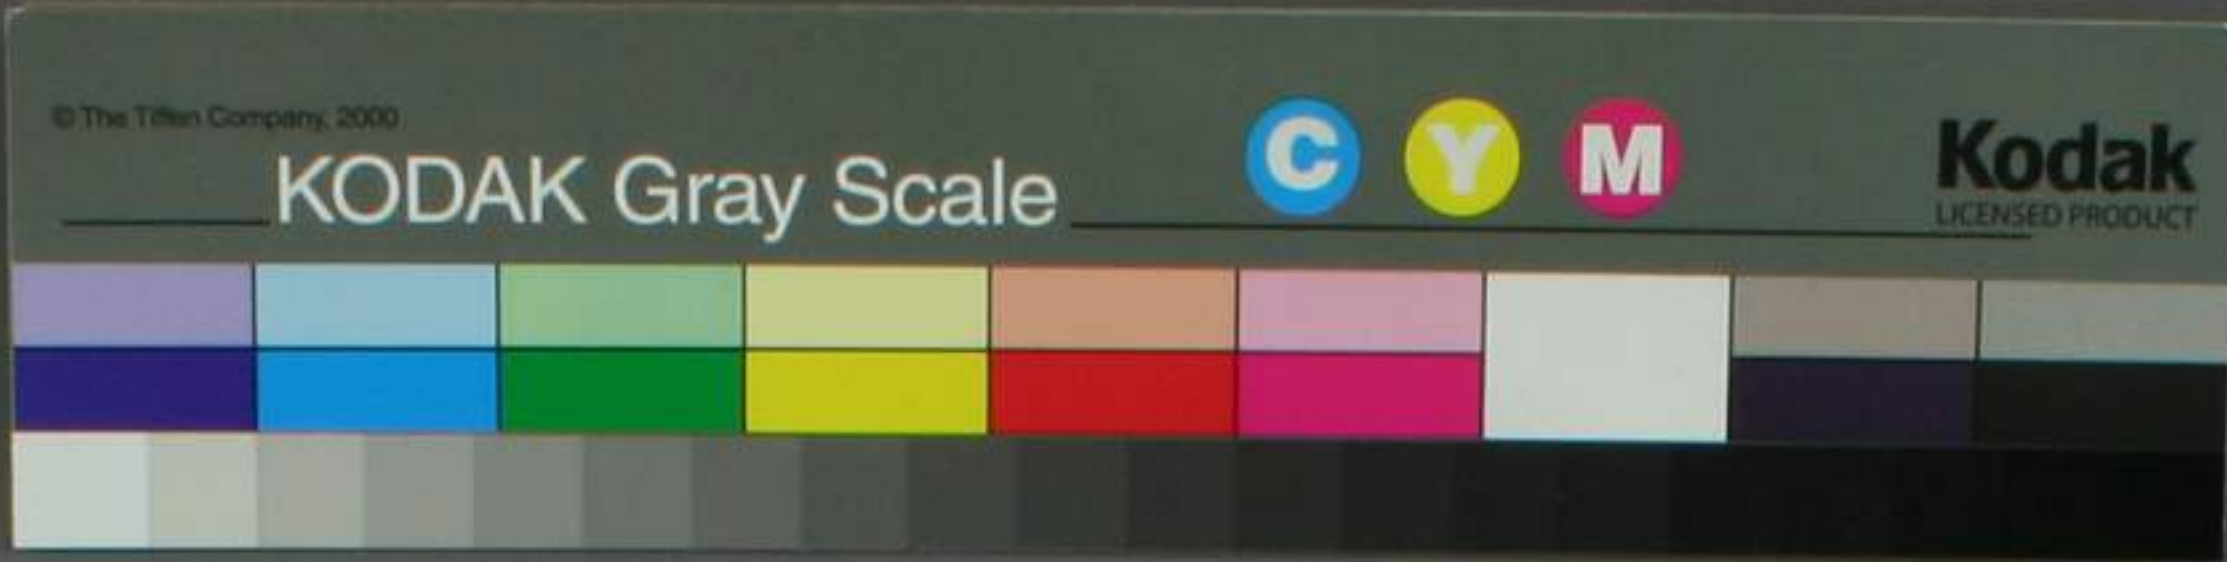 © The Tiffen Company, 2000
KODAK Gray Scale
C Y M
Kodak
LICENSED PRODUCT